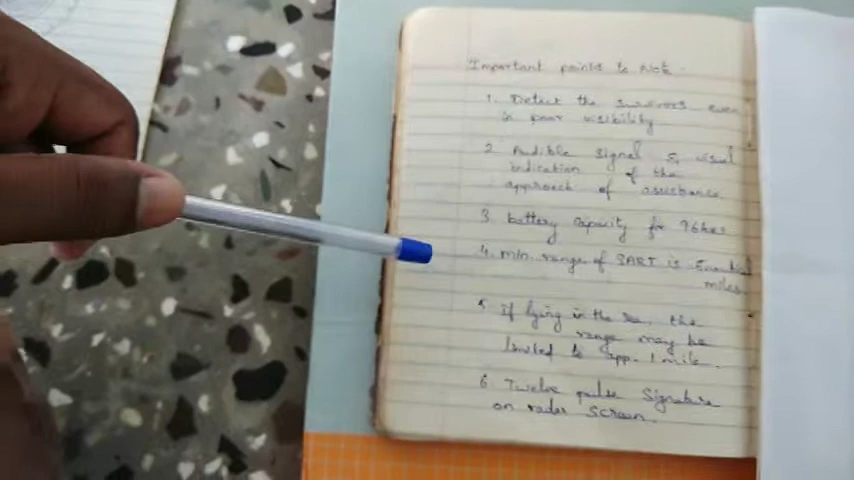 Important points to Note
1. Detect the survivors even
in poor visibility
2. Audible signal & visual
indication of the
approach of assistance
3. battery capacity for 96hrs
4. min. range of SART is 5nautical
miles.
5 If lying in the sea, the
range may be
limited to app. 1 mile.
6 Twelve pulse Signature
on radar Screen.